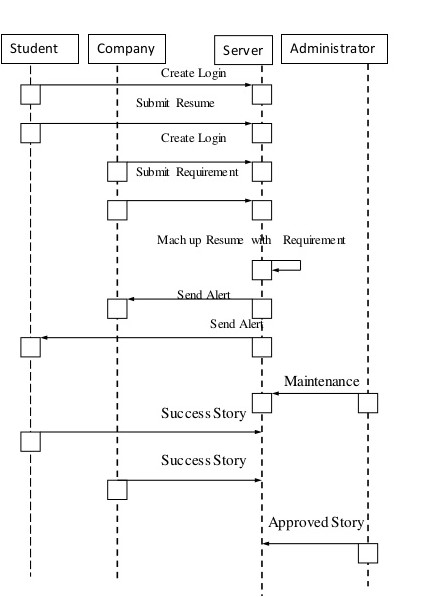 Student
Company
Server
Administrator
Create Login
Submit Resume
Create Login
Submit Requirement
Mach up Resume with Requirement
Send Alert
Send Alert
Maintenance
Success Story
Success Story
Approved Story